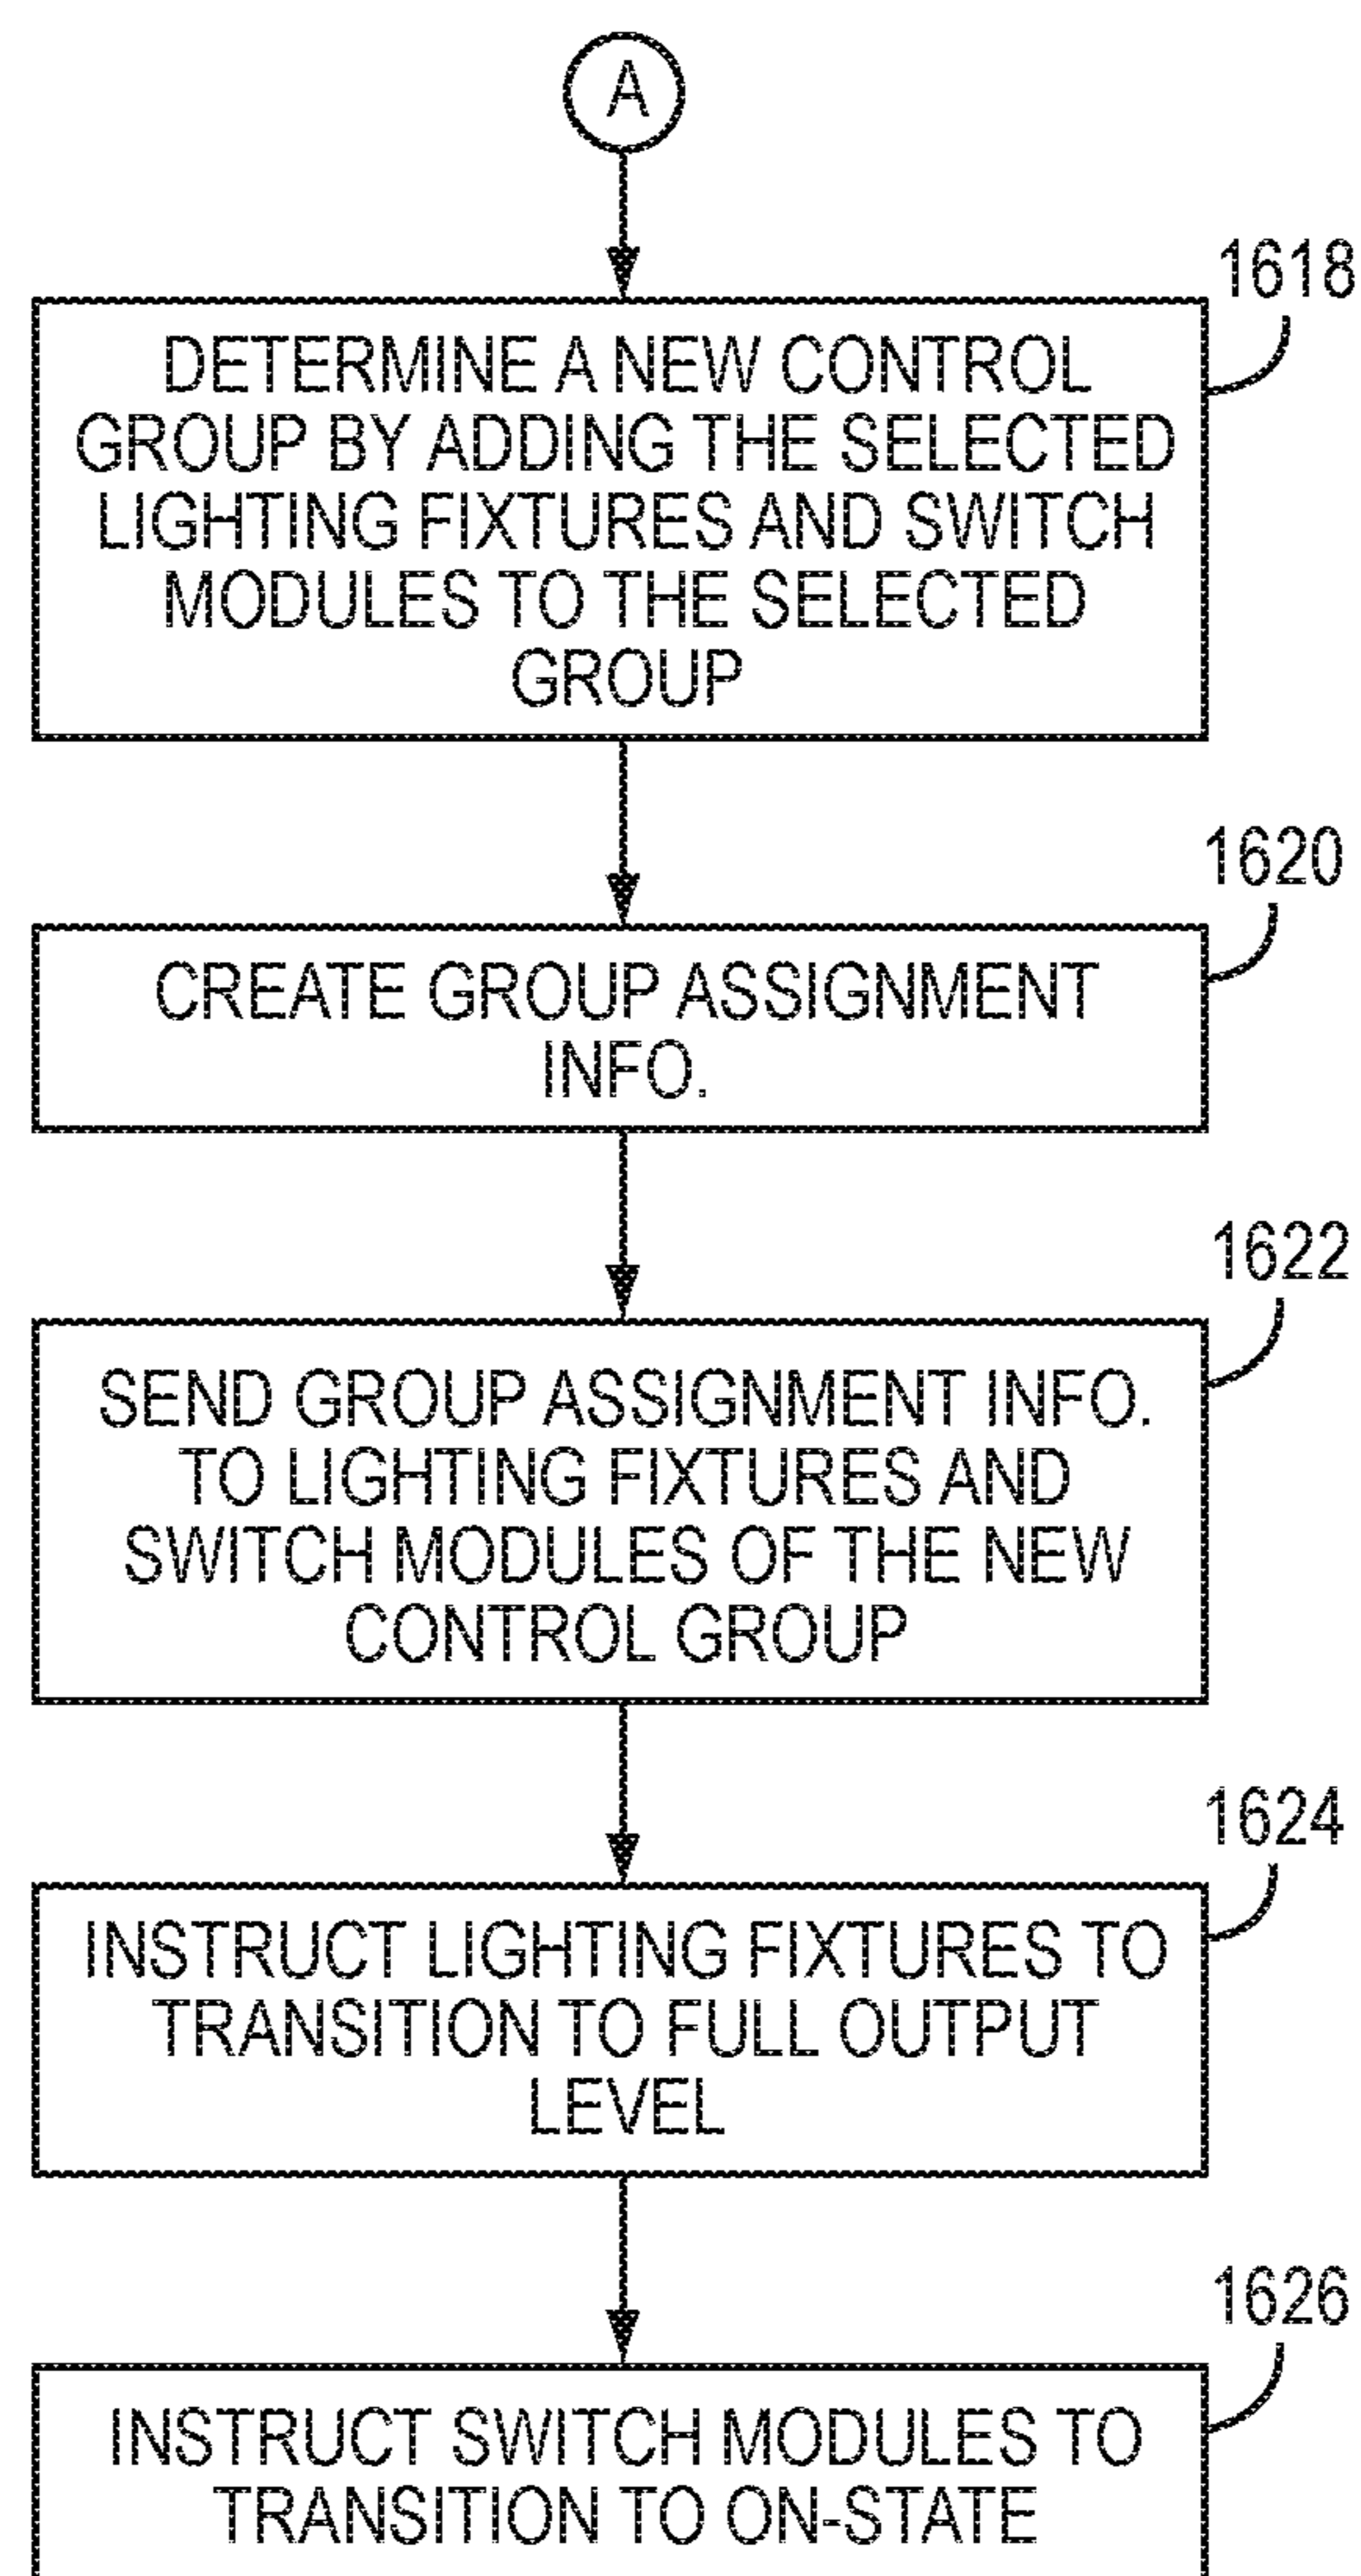 A
1618
DETERMINE A NEW CONTROL
GROUP BY ADDING THE SELECTED
LIGHTING FIXTURES AND SWITCH
MODULES TO THE SELECTED
GROUP
1620
CREATE GROUP ASSIGNMENT
INFO.
1622
SEND GROUP ASSIGNMENT INFO.
TO LIGHTING FIXTURES AND
SWITCH MODULES OF THE NEW
CONTROL GROUP
1624
INSTRUCT LIGHTING FIXTURES TO
TRANSITION TO FULL OUTPUT
LEVEL
1626
INSTRUCT SWITCH MODULES TO
TRANSITION TO ON-STATE